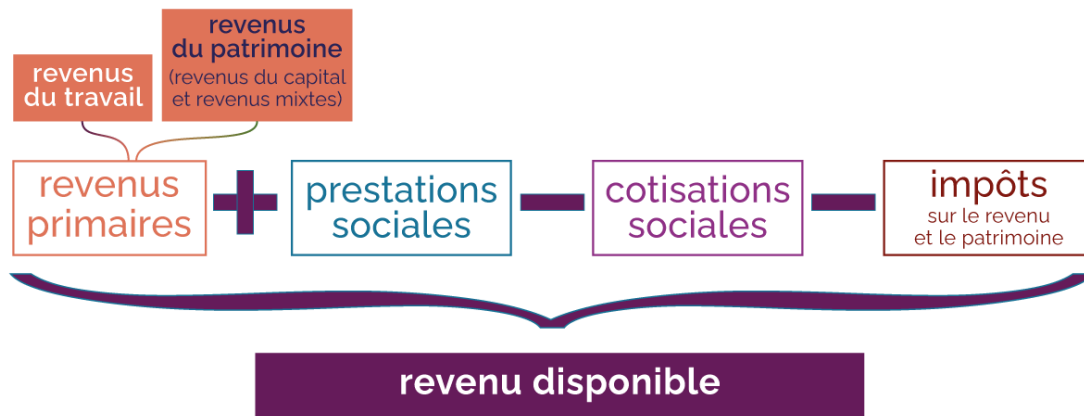 revenus
du patrimoine
(revenus du capital
et revenus mixtes)
revenus
du travail
revenus
primaires
prestations
sociales
cotisations
sociales
impôts
sur le revenu
et le patrimoine
revenu disponible